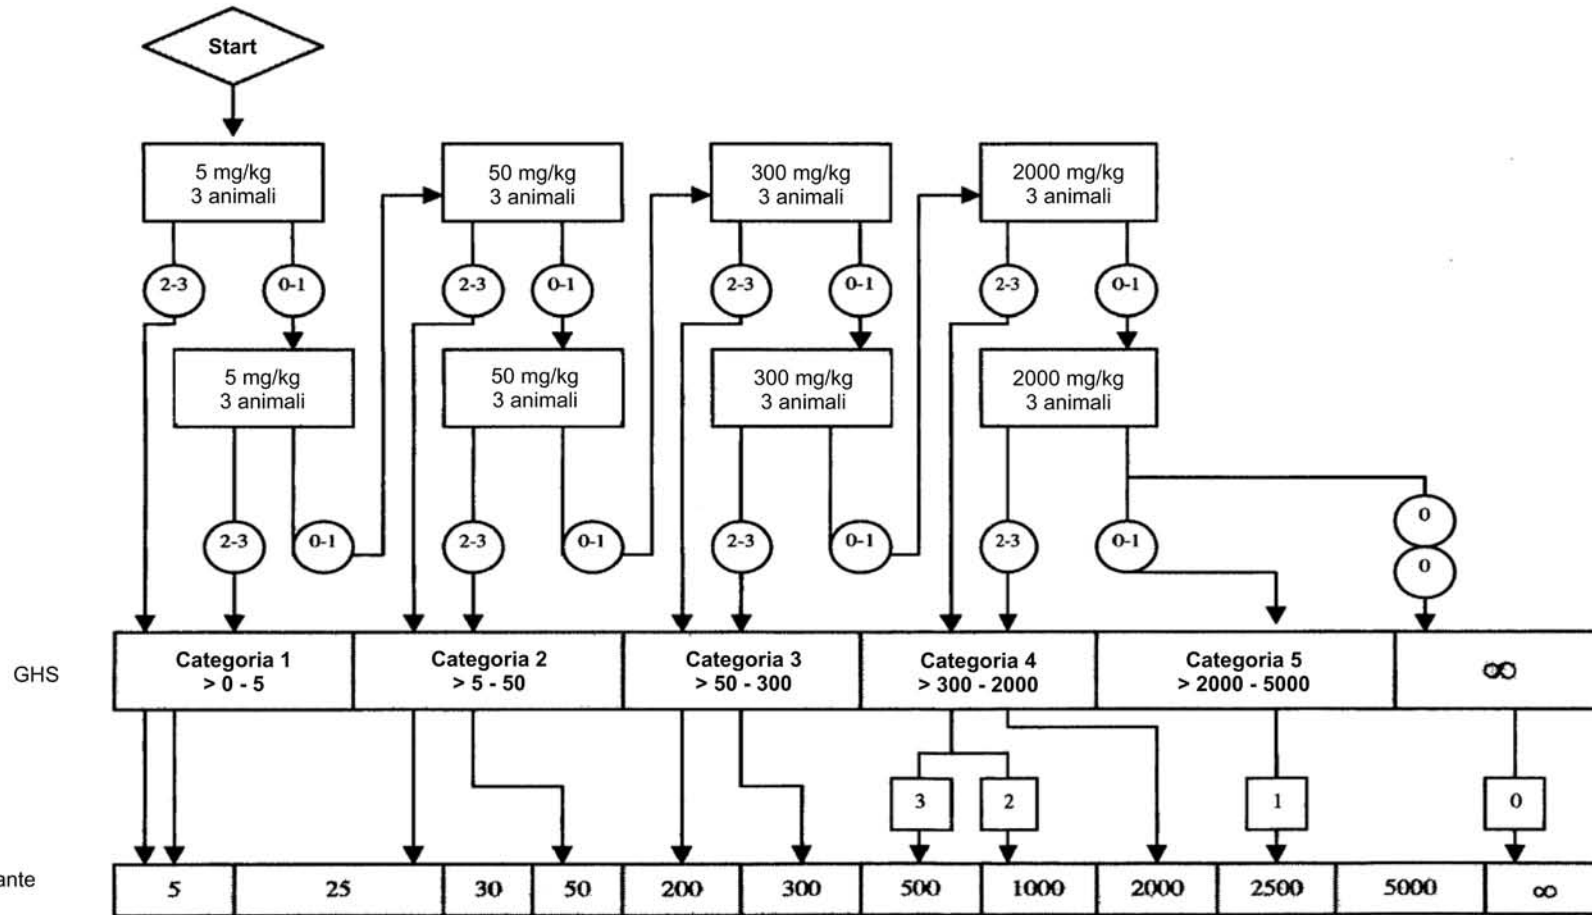 Start
5 mg/kg
3 animali
50 mg/kg
3 animali
300 mg/kg
3 animali
2000 mg/kg
3 animali
2-3
0-1
2-3
0-1
2-3
0-1
2-3
0-1
5 mg/kg
3 animali
50 mg/kg
3 animali
300 mg/kg
3 animali
2000 mg/kg
3 animali
0
2-3
0-1
2-3
0-1
2-3
0-1
2-3
0-1
0
GHS
Categoria 1
> 0 - 5
Categoria 2
> 5 - 50
Categoria 3
> 50 - 300
Categoria 4
> 300 - 2000
Categoria 5
> 2000 - 5000
∞
3
2
1
0
ante
5
25
30
50
200
300
500
1000
2000
2500
5000
∞